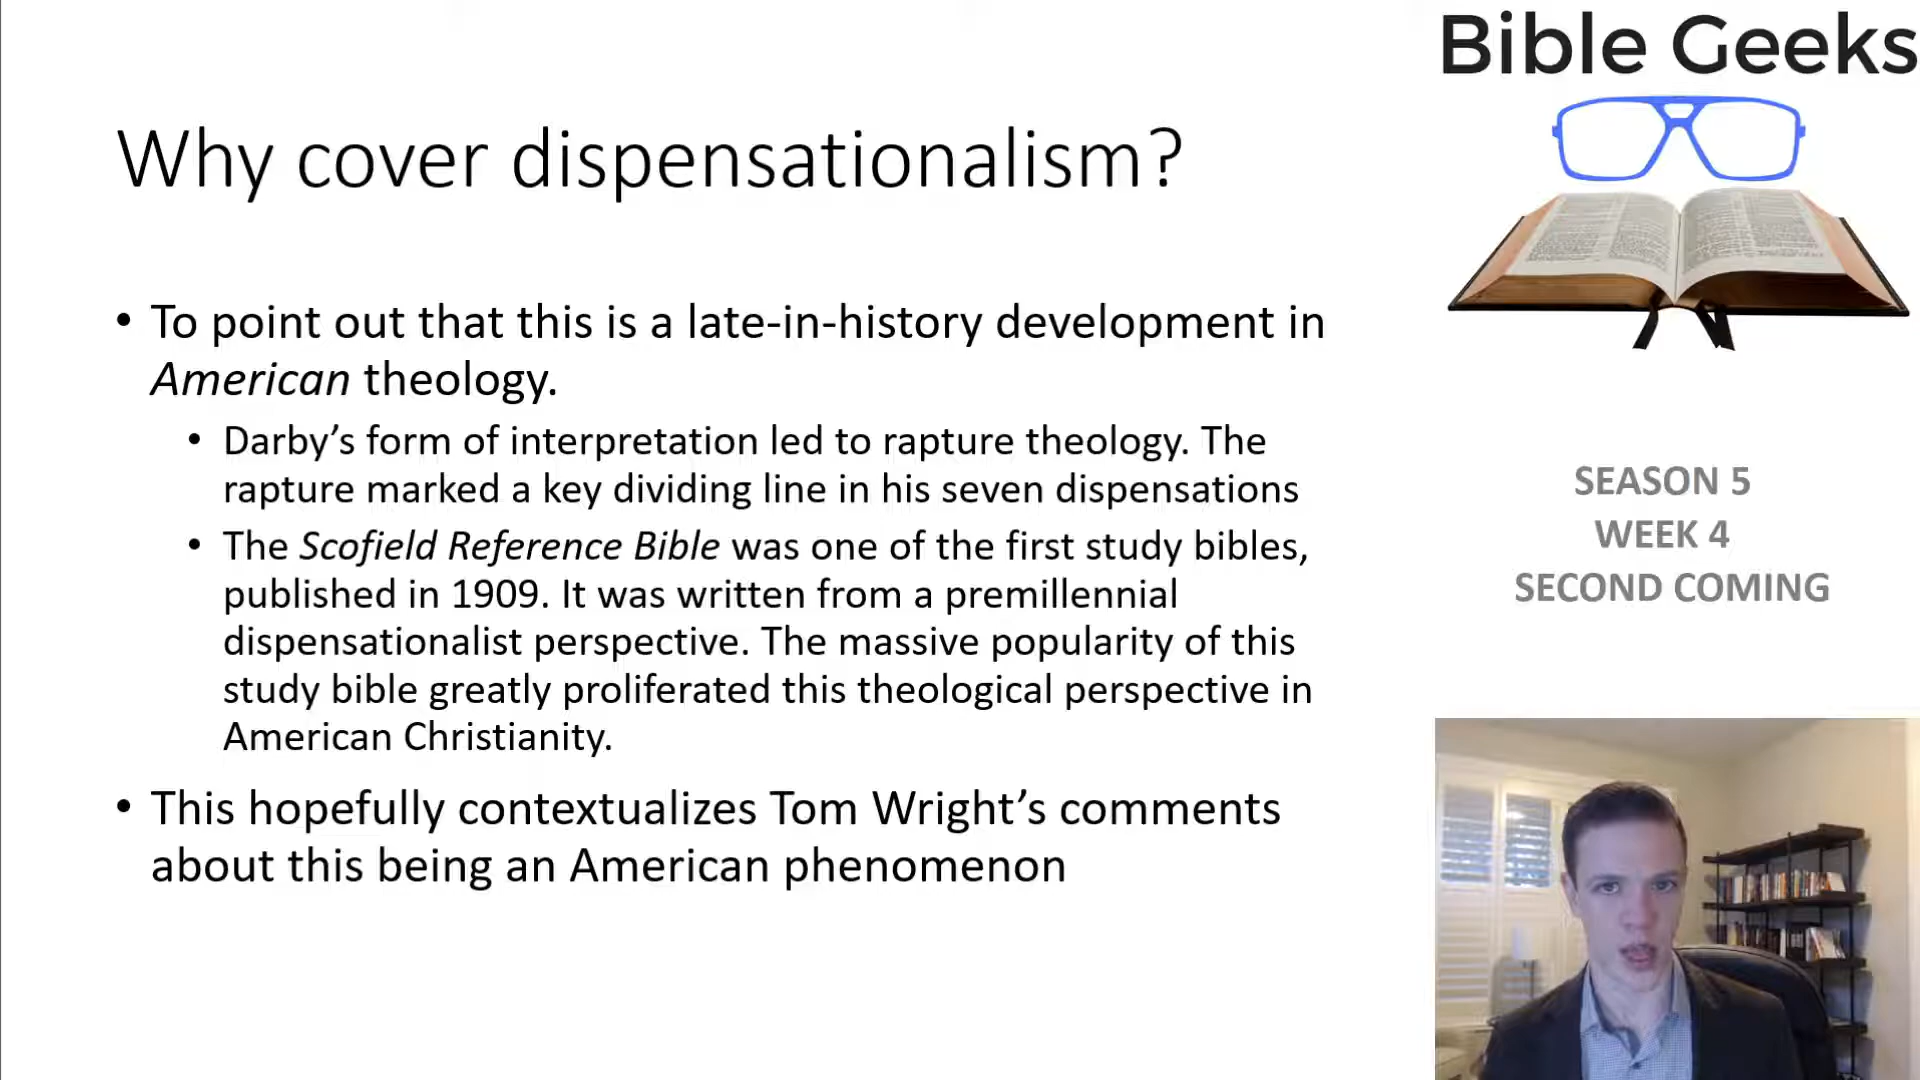 Bible Geeks
Why cover dispensationalism?
• To point out that this is a late-in-history development in
American theology.
• Darby’s form of interpretation led to rapture theology. The
rapture marked a key dividing line in his seven dispensations
• The Scofield Reference Bible was one of the first study bibles,
published in 1909. It was written from a premillennial
dispensationalist perspective. The massive popularity of this
study bible greatly proliferated this theological perspective in
American Christianity.
• This hopefully contextualizes Tom Wright’s comments
about this being an American phenomenon
SEASON 5
WEEK 4
SECOND COMING